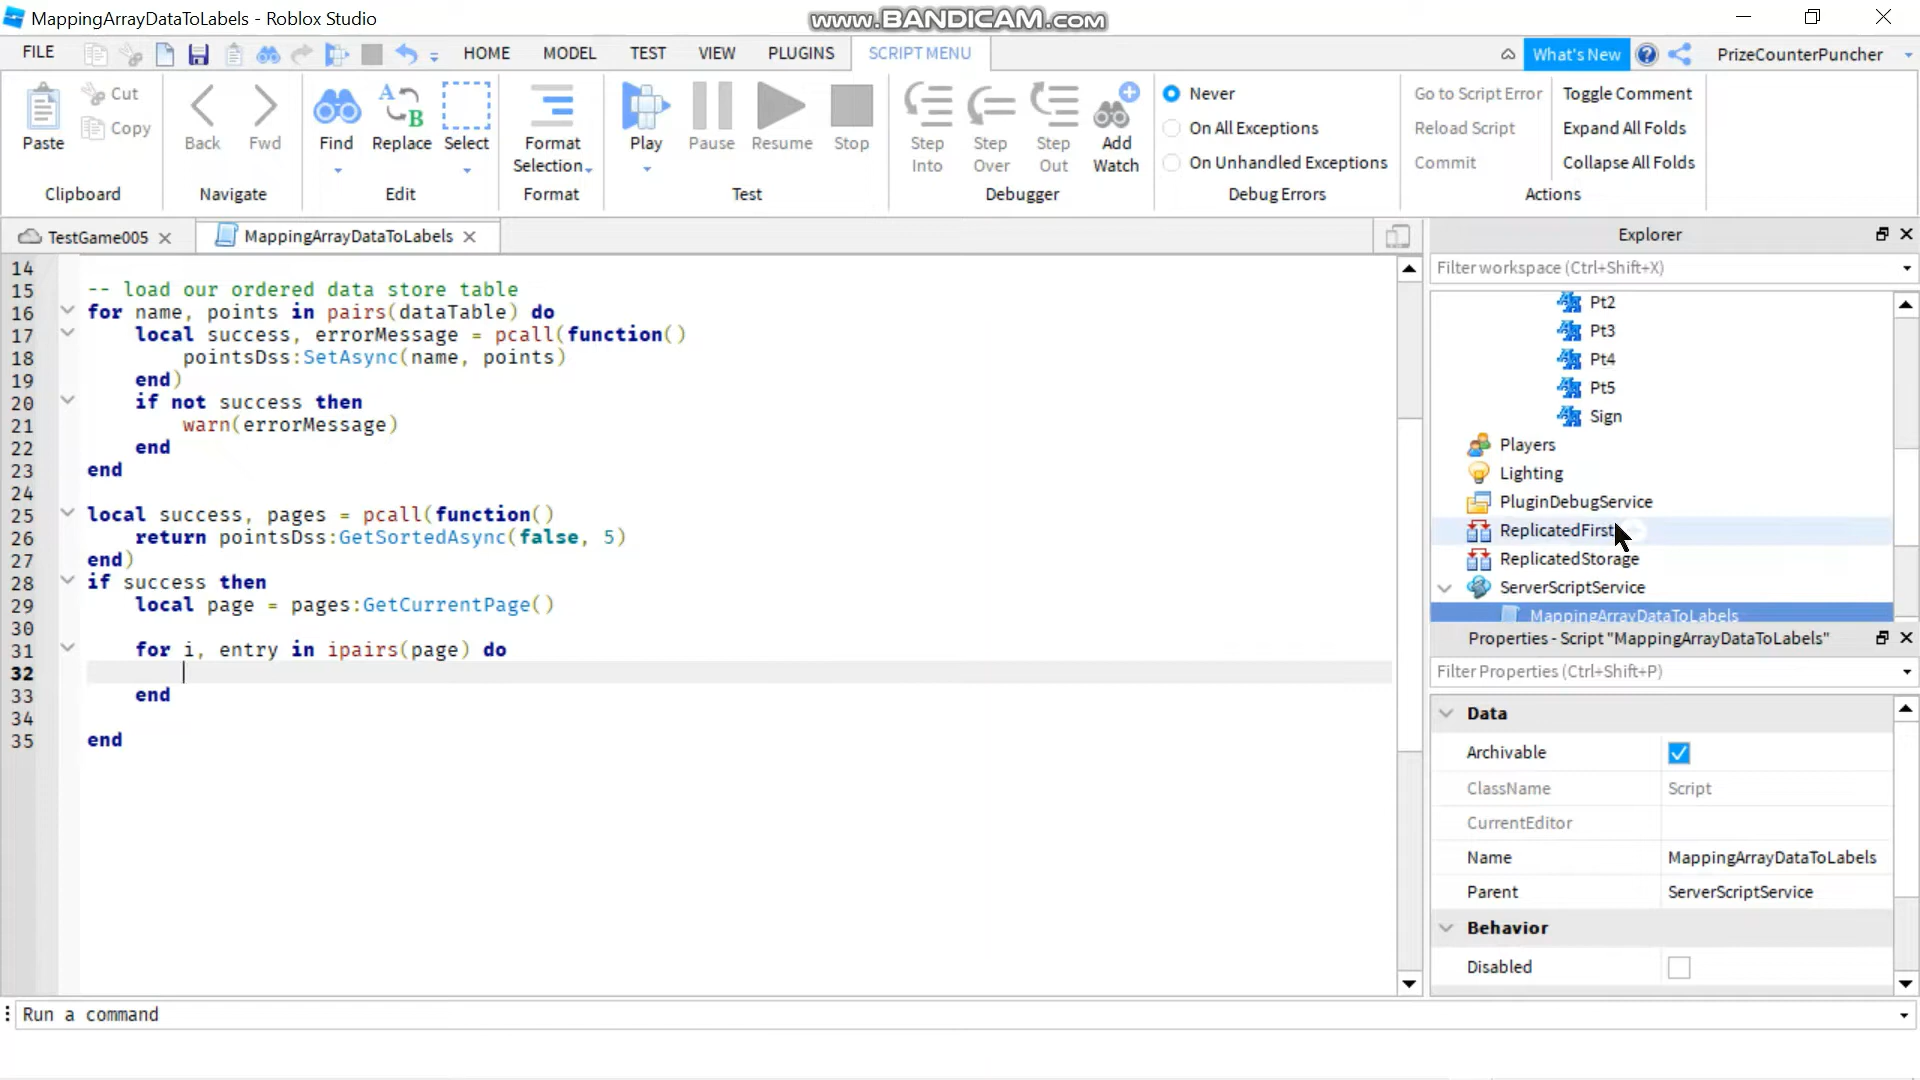 MappingArrayDataToLabels - Roblox Studio
www.BANDICAM.com
FILE
HOME
MODEL
TEST
VIEW
PLUGINS
SCRIPT MENU
What's New
PrizeCounterPuncher
Paste
Cut
Copy
Clipboard
Back
Fwd
Navigate
Find
Replace
Select
Edit
Format
Selection
Format
Play
Pause
Resume
Stop
Test
Step
Into
Step
Over
Step
Out
Add
Watch
Debugger
Never
On All Exceptions
On Unhandled Exceptions
Debug Errors
Go to Script Error
Reload Script
Commit
Toggle Comment
Expand All Folds
Collapse All Folds
Actions
TestGame005
MappingArrayDataToLabels
14
15 -- load our ordered data store table
16 for name, points in pairs(dataTable) do
17 local success, errorMessage = pcall(function()
18 pointsDss:SetAsync(name, points)
19 end)
20 if not success then
21 warn(errorMessage)
22 end
23 end
24
25 local success, pages = pcall(function()
26 return pointsDss:GetSortedAsync(false, 5)
27 end)
28 if success then
29 local page = pages:GetCurrentPage()
30
31 for i, entry in ipairs(page) do
32
33 end
34
35 end
Explorer
Filter workspace (Ctrl+Shift+X)
Pt2
Pt3
Pt4
Pt5
Sign
Players
Lighting
PluginDebugService
ReplicatedFirst
ReplicatedStorage
ServerScriptService
MappingArrayDataToLabels
Properties - Script "MappingArrayDataToLabels"
Filter Properties (Ctrl+Shift+P)
Data
Archivable
ClassName Script
CurrentEditor
Name MappingArrayDataToLabels
Parent ServerScriptService
Behavior
Disabled
Run a command